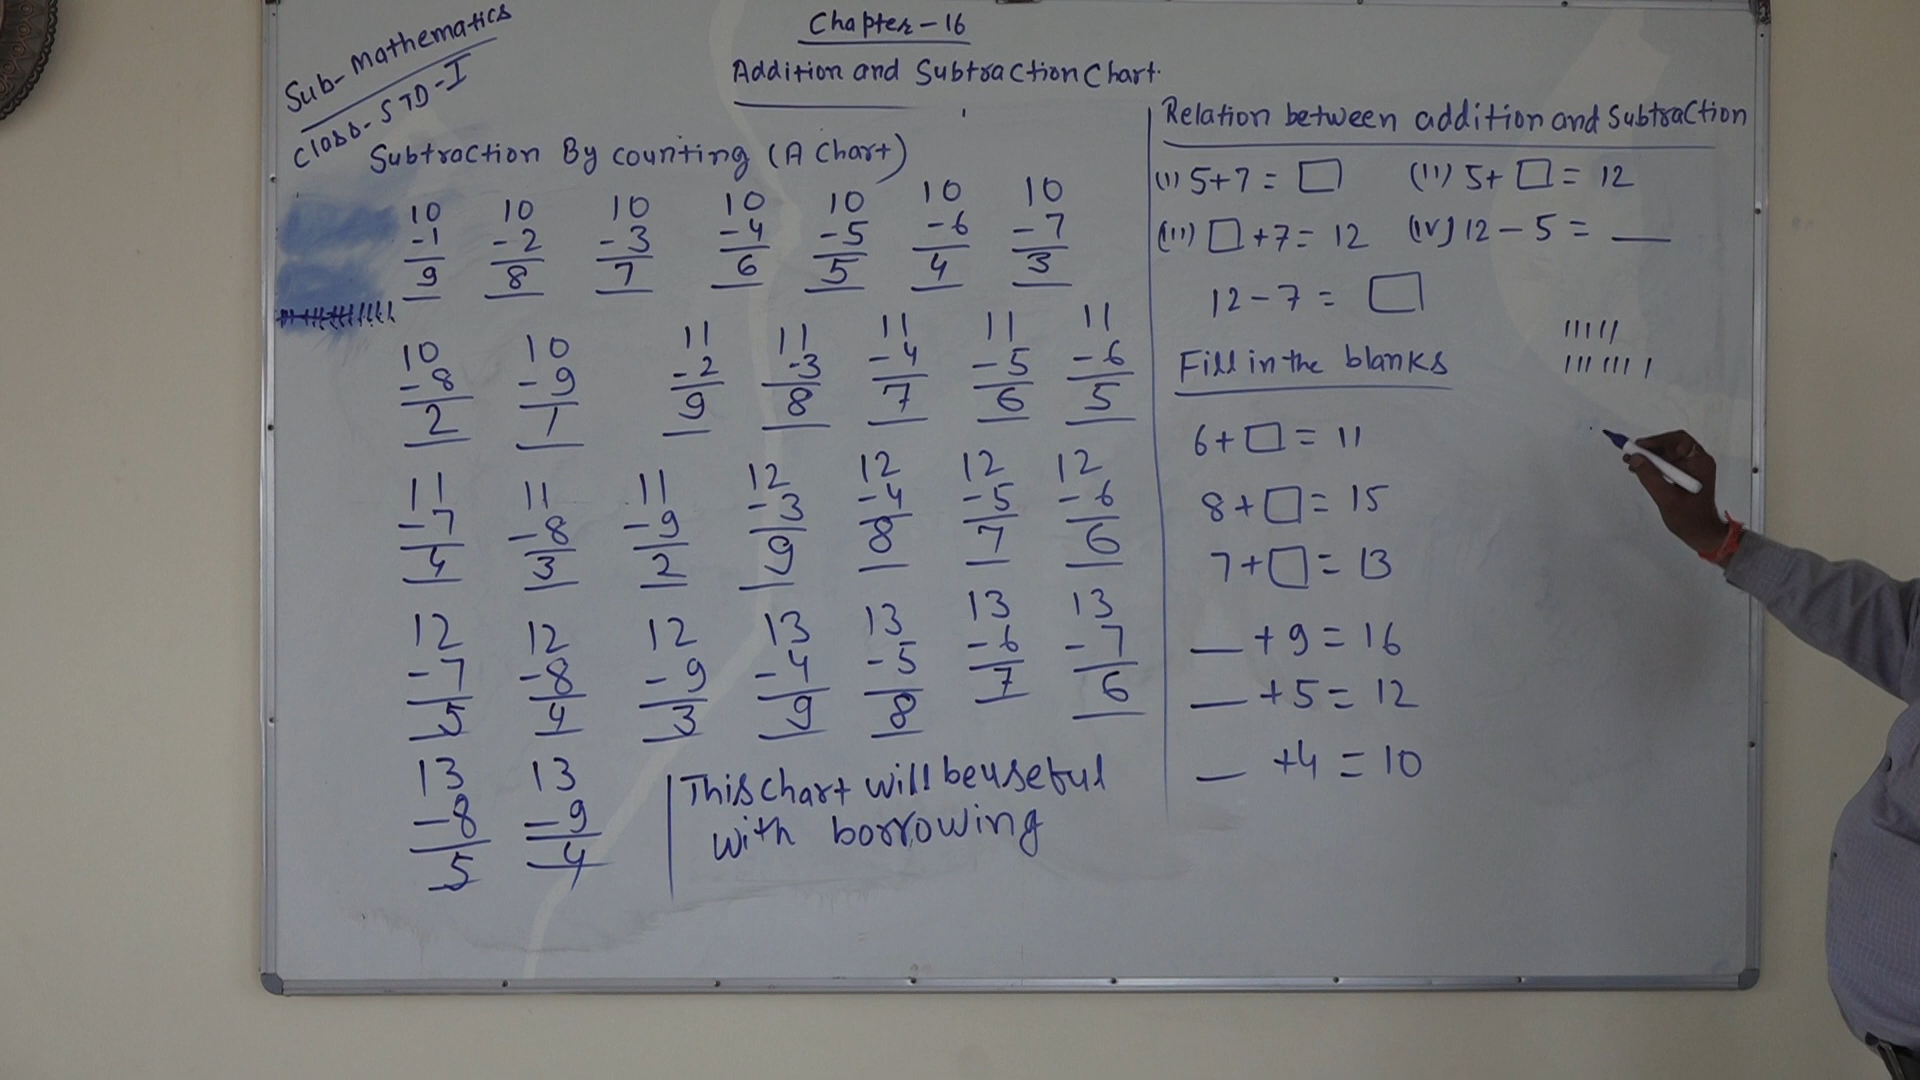 Sub- Mathematics
Class- STD-I
Chapter-16
Addition and Subtraction Chart.
Subtraction By counting (A Chart)
10 10 10 10 10 10 10
-1 -2 -3 -4 -5 -6 -7
9 8 7 6 5 4 3
10 10 11 11 11 11 11
-8 -9 -2 -3 -4 -5 -6
2 1 9 8 7 6 5
11 11 11 12 12 12 12
-7 -8 -9 -3 -4 -5 -6
4 3 2 9 8 7 6
12 12 12 13 13 13 13
-7 -8 -9 -4 -5 -6 -7
5 4 3 9 8 7 6
13 13
-8 -9
5 4
This chart will be useful
with borrowing
Relation between addition and Subtraction
(I) 5+7 = □ (II) 5+ □ = 12
(III) □ +7 = 12 (IV) 12 - 5 = __
12 - 7 = □
Fill in the blanks
6+□ = 11
8+□ = 15
7+□ = 13
__ + 9 = 16
__ + 5 = 12
__ +4 = 10